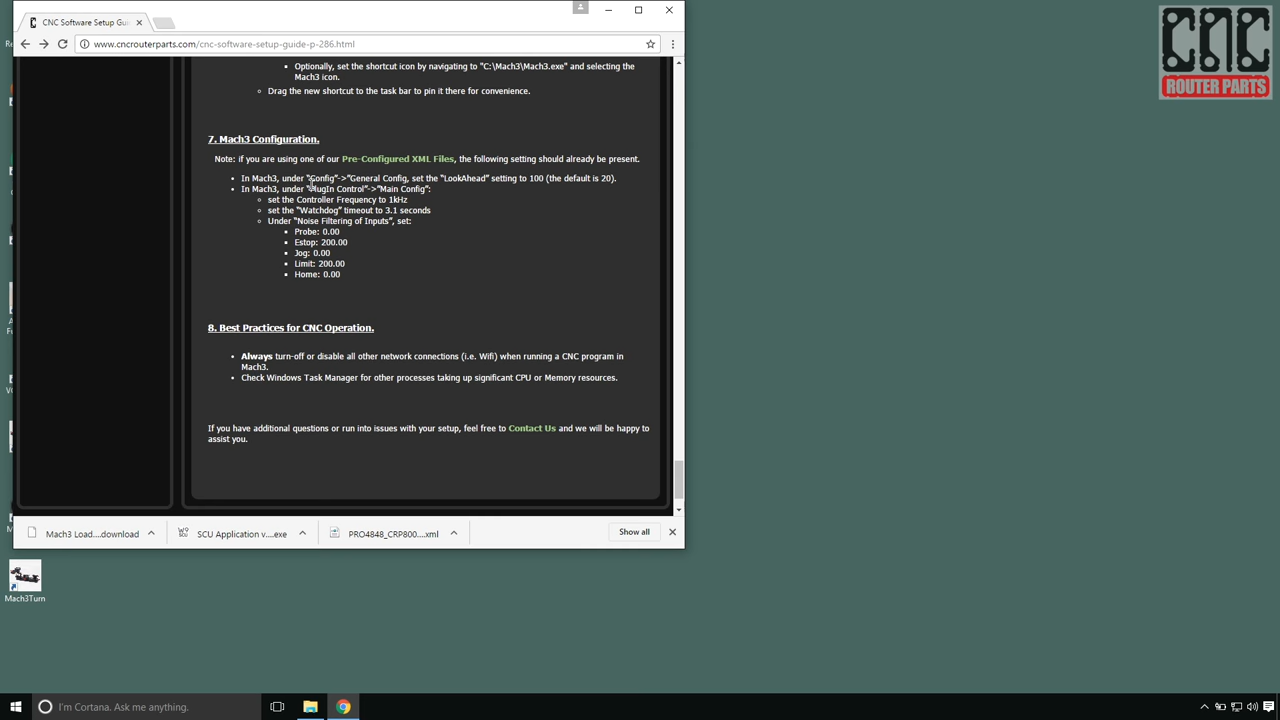 CNC Software Setup Gui
www.cncrouterparts.com/cnc-software-setup-guide-p-286.html
CNC
ROUTER PARTS
Optionally, set the shortcut icon by navigating to "C:\Mach3\Mach3.exe" and selecting the
Mach3 icon.
Drag the new shortcut to the task bar to pin it there for convenience.
7. Mach3 Configuration.
Note: if you are using one of our Pre-Configured XML Files, the following setting should already be present.
In Mach3, under "Config"->"General Config, set the "LookAhead" setting to 100 (the default is 20).
In Mach3, under "PlugIn Control"->"Main Config":
set the Controller Frequency to 1kHz
set the "Watchdog" timeout to 3.1 seconds
Under "Noise Filtering of Inputs", set:
Probe: 0.00
Estop: 200.00
Jog: 0.00
Limit: 200.00
Home: 0.00
8. Best Practices for CNC Operation.
Always turn-off or disable all other network connections (i.e. Wifi) when running a CNC program in
Mach3.
Check Windows Task Manager for other processes taking up significant CPU or Memory resources.
If you have additional questions or run into issues with your setup, feel free to Contact Us and we will be happy to
assist you.
Mach3 Load....download
SCU Application v....exe
PRO4848_CRP800....xml
Show all
Mach3Turn
I'm Cortana. Ask me anything.